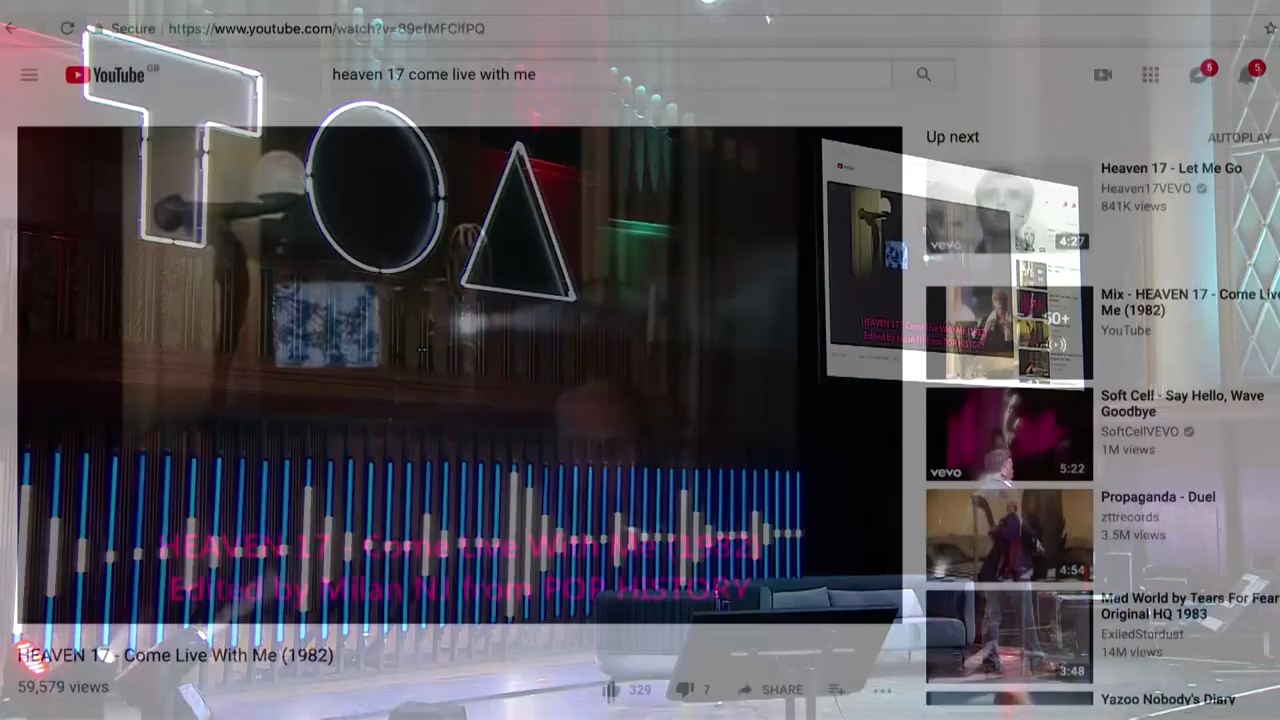 Secure https://www.youtube.com/watch?v=89efMFClfPQ
YouTube GB
heaven 17 come live with me
5
5
TOA
Up next
AUTOPLAY
Heaven 17 - Let Me Go
Heaven17VEVO
841K views
vevo
4:27
Mix - HEAVEN 17 - Come Live
Me (1982)
YouTube
50+
Soft Cell - Say Hello, Wave
Goodbye
SoftCellVEVO
1M views
vevo
5:22
Propaganda - Duel
zttrecords
3.5M views
4:54
Mad World by Tears For Fear
Original HQ 1983
ExiledStardust
14M views
3:48
Yazoo Nobody's Diary
HEAVEN 17 - Come Live With Me (1982)
Edited by Milan NJ from POP HISTORY
HEAVEN 17 - Come Live With Me (1982)
59,579 views
329
7
SHARE